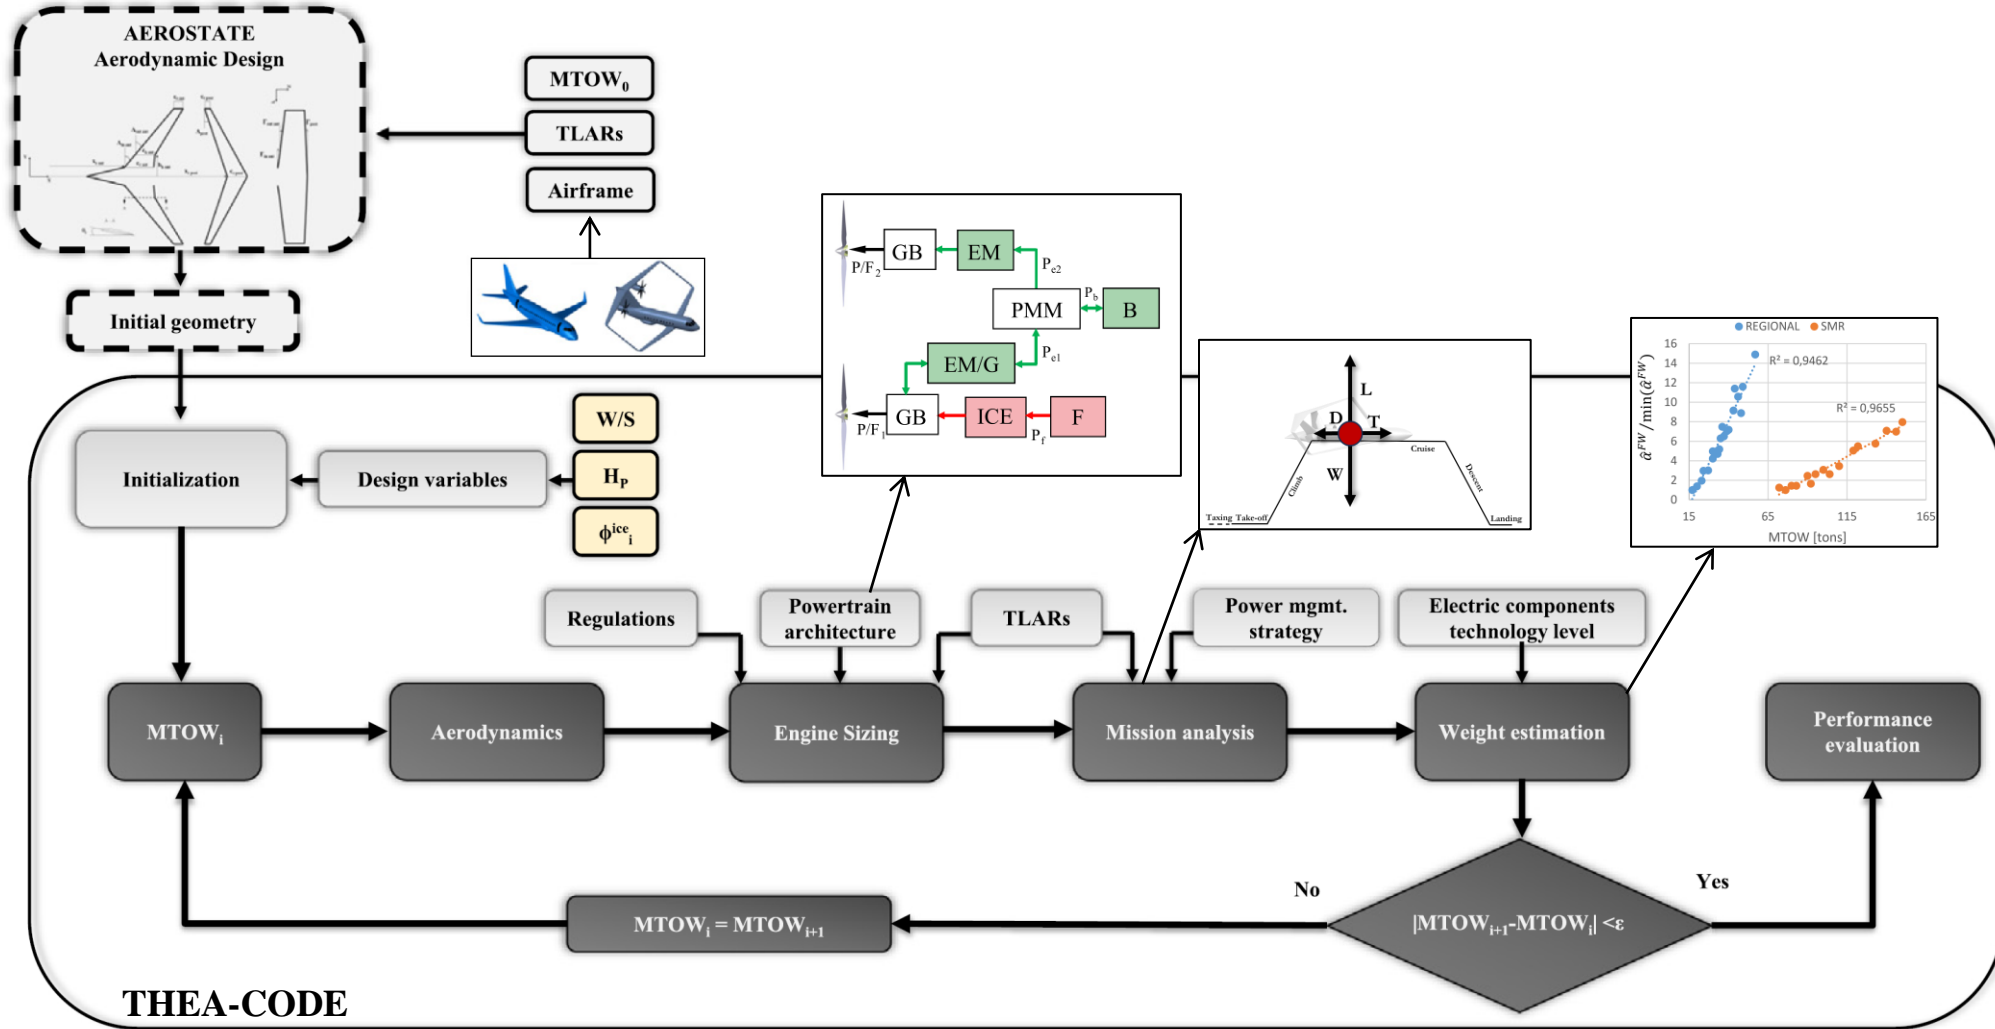 AEROSTATE
Aerodynamic Design
MTOW₀
TLARs
Airframe
Initial geometry
GB
EM
P/F₂
Pₑ₂
PMM
P_b
B
EM/G
Pₑ₁
GB
ICE
F
P/F₁
P_f
L
D
T
W
Climb
Cruise
Descent
Taxing
Take-off
Landing
REGIONAL
SMR
R² = 0,9462
R² = 0,9655
16
14
12
10
8
6
4
2
0
15
65
115
165
MTOW [tons]
Initialization
Design variables
W/S
H_P
ϕ^ice_i
Regulations
Powertrain
architecture
TLARs
Power mgmt.
strategy
Electric components
technology level
MTOWᵢ
Aerodynamics
Engine Sizing
Mission analysis
Weight estimation
Performance
evaluation
No
Yes
MTOWᵢ = MTOWᵢ₊₁
|MTOWᵢ₊₁-MTOWᵢ| <ε
THEA-CODE